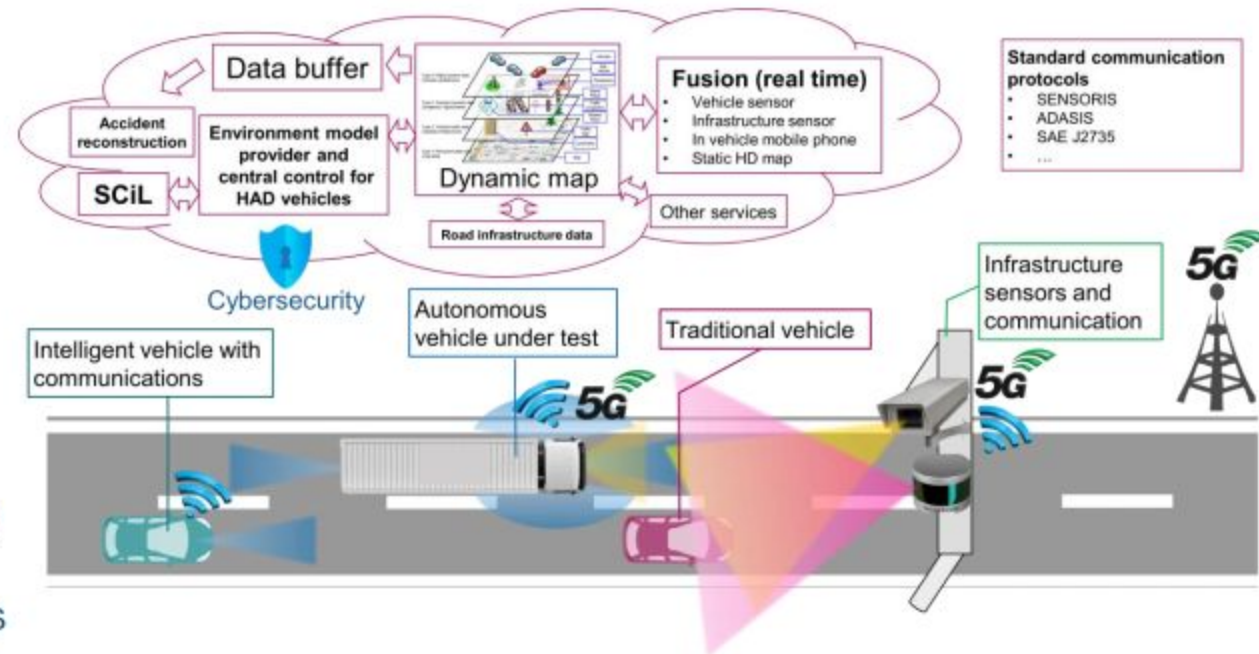 Data buffer
Accident
reconstruction
Environment model
provider and
central control for
HAD vehicles
SCiL
Dynamic map
Road infrastructure data
Fusion (real time)
• Vehicle sensor
• Infrastructure sensor
• In vehicle mobile phone
• Static HD map
Other services
Standard communication
protocols
• SENSORIS
• ADASIS
• SAE J2735
• ...
Cybersecurity
Intelligent vehicle with
communications
Autonomous
vehicle under test
Traditional vehicle
Infrastructure
sensors and
communication
5G
5G
5G